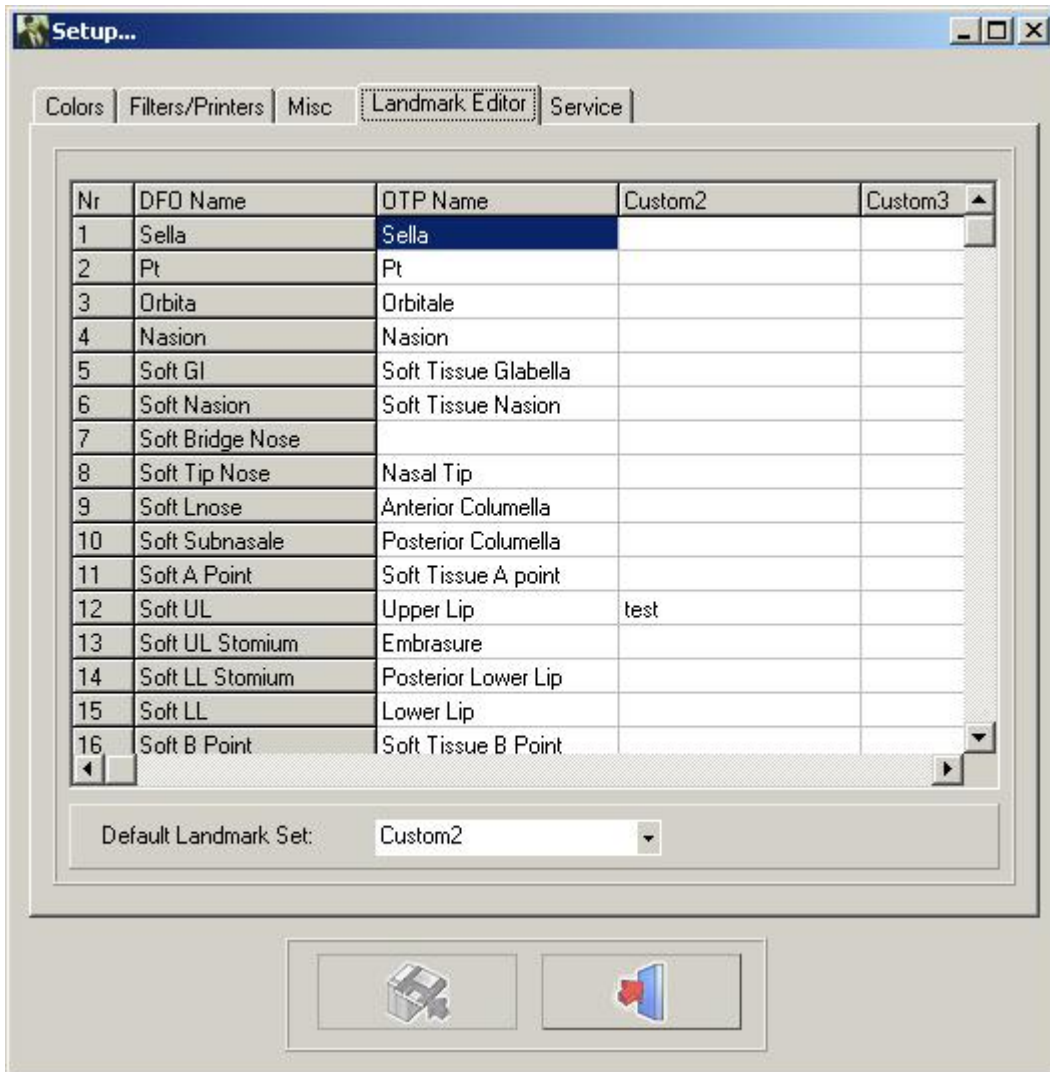 Setup...
Colors Filters/Printers Misc Landmark Editor Service
Nr DFO Name OTP Name Custom2 Custom3
1 Sella Sella
2 Pt Pt
3 Orbita Orbitale
4 Nasion Nasion
5 Soft Gl Soft Tissue Glabella
6 Soft Nasion Soft Tissue Nasion
7 Soft Bridge Nose
8 Soft Tip Nose Nasal Tip
9 Soft Lnose Anterior Columella
10 Soft Subnasale Posterior Columella
11 Soft A Point Soft Tissue A point
12 Soft UL Upper Lip test
13 Soft UL Stomium Embrasure
14 Soft LL Stomium Posterior Lower Lip
15 Soft LL Lower Lip
16 Soft B Point Soft Tissue B Point
Default Landmark Set: Custom2